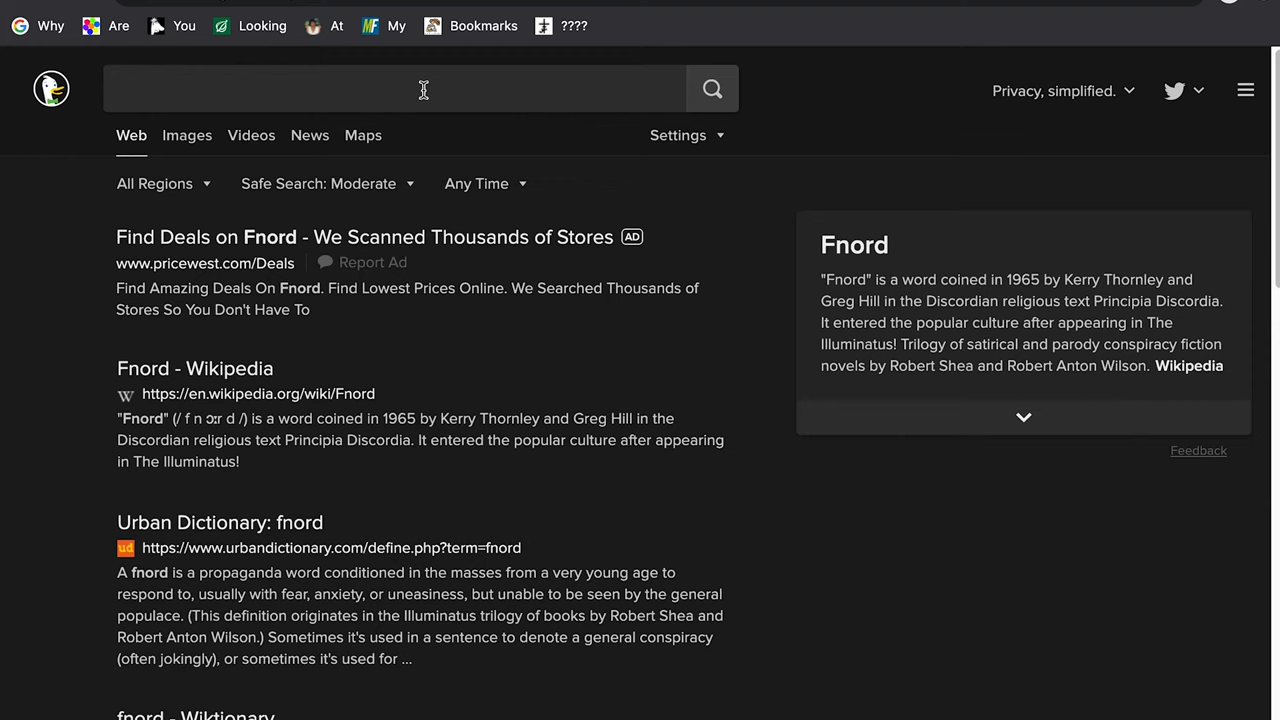 Why Are You Looking At My Bookmarks ????
Privacy, simplified.
Web Images Videos News Maps Settings
All Regions Safe Search: Moderate Any Time
Find Deals on Fnord - We Scanned Thousands of Stores AD
www.pricewest.com/Deals Report Ad
Find Amazing Deals On Fnord. Find Lowest Prices Online. We Searched Thousands of
Stores So You Don't Have To
Fnord - Wikipedia
W https://en.wikipedia.org/wiki/Fnord
"Fnord" (/ f n ɔːr d /) is a word coined in 1965 by Kerry Thornley and Greg Hill in the
Discordian religious text Principia Discordia. It entered the popular culture after appearing
in The Illuminatus!
Urban Dictionary: fnord
ud https://www.urbandictionary.com/define.php?term=fnord
A fnord is a propaganda word conditioned in the masses from a very young age to
respond to, usually with fear, anxiety, or uneasiness, but unable to be seen by the general
populace. (This definition originates in the Illuminatus trilogy of books by Robert Shea and
Robert Anton Wilson.) Sometimes it's used in a sentence to denote a general conspiracy
(often jokingly), or sometimes it's used for ...
fnord - Wiktionary
Fnord
"Fnord" is a word coined in 1965 by Kerry Thornley and
Greg Hill in the Discordian religious text Principia Discordia.
It entered the popular culture after appearing in The
Illuminatus! Trilogy of satirical and parody conspiracy fiction
novels by Robert Shea and Robert Anton Wilson. Wikipedia
Feedback